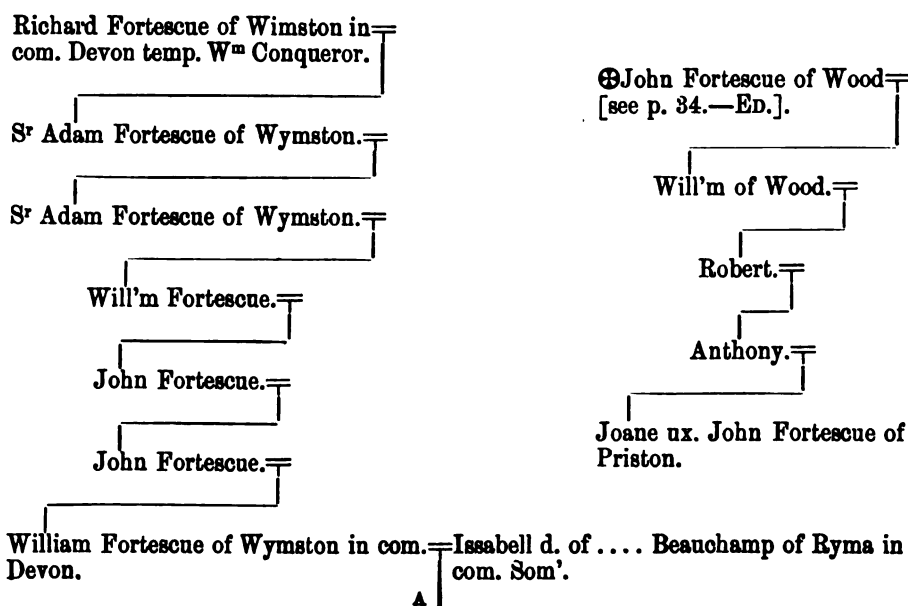 Richard Fortescue of Wimston in
com. Devon temp. Wᵐ Conqueror.
⊕John Fortescue of Wood
[see p. 34.—ED.].
Sʳ Adam Fortescue of Wymston.
Will'm of Wood.
Sʳ Adam Fortescue of Wymston.
Robert.
Will'm Fortescue.
Anthony.
John Fortescue.
Joane ux. John Fortescue of
Priston.
John Fortescue.
William Fortescue of Wymston in com.
Devon.
Issabell d. of .... Beauchamp of Ryma in
com. Som'.
A